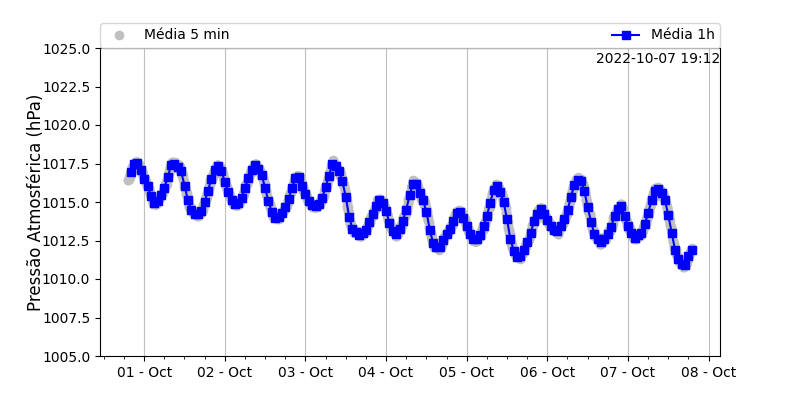 Média 5 min
Média 1h
2022-10-07 19:12
Pressão Atmosférica (hPa)
1025.0
1022.5
1020.0
1017.5
1015.0
1012.5
1010.0
1007.5
1005.0
01 - Oct
02 - Oct
03 - Oct
04 - Oct
05 - Oct
06 - Oct
07 - Oct
08 - Oct